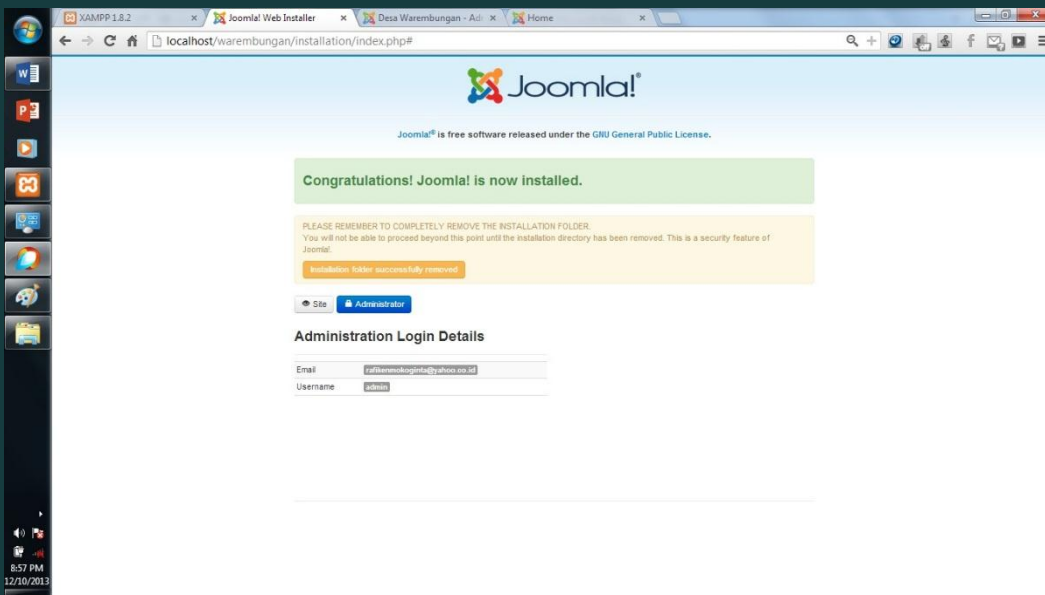 XAMPP 1.8.2
Joomla! Web Installer
Desa Warembungan - Adi
Home
localhost/warembungan/installation/index.php#
Joomla!®
Joomla!® is free software released under the GNU General Public License.
Congratulations! Joomla! is now installed.
PLEASE REMEMBER TO COMPLETELY REMOVE THE INSTALLATION FOLDER.
You will not be able to proceed beyond this point until the installation directory has been removed. This is a security feature of
Joomla!.
Installation folder successfully removed
Site
Administrator
Administration Login Details
Email rafikenmokoginta@yahoo.co.id
Username admin
8:57 PM
12/10/2013